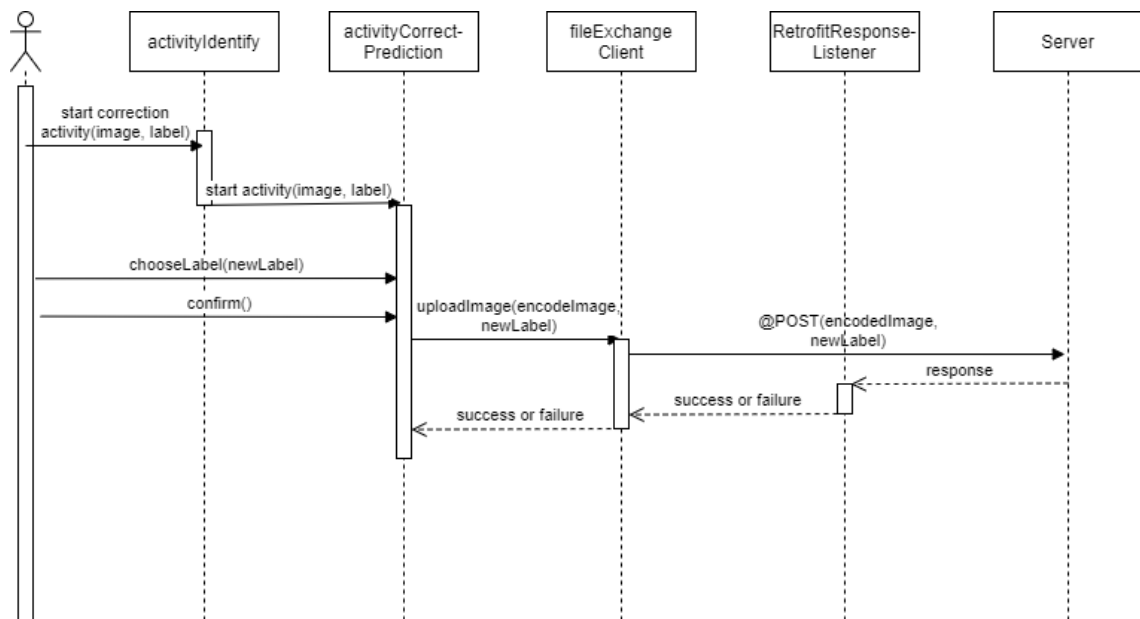 activityIdentify
activityCorrect-
Prediction
fileExchange
Client
RetrofitResponse-
Listener
Server
start correction
activity(image, label)
start activity(image, label)
chooseLabel(newLabel)
confirm()
uploadImage(encodeImage,
newLabel)
@POST(encodedImage,
newLabel)
response
success or failure
success or failure